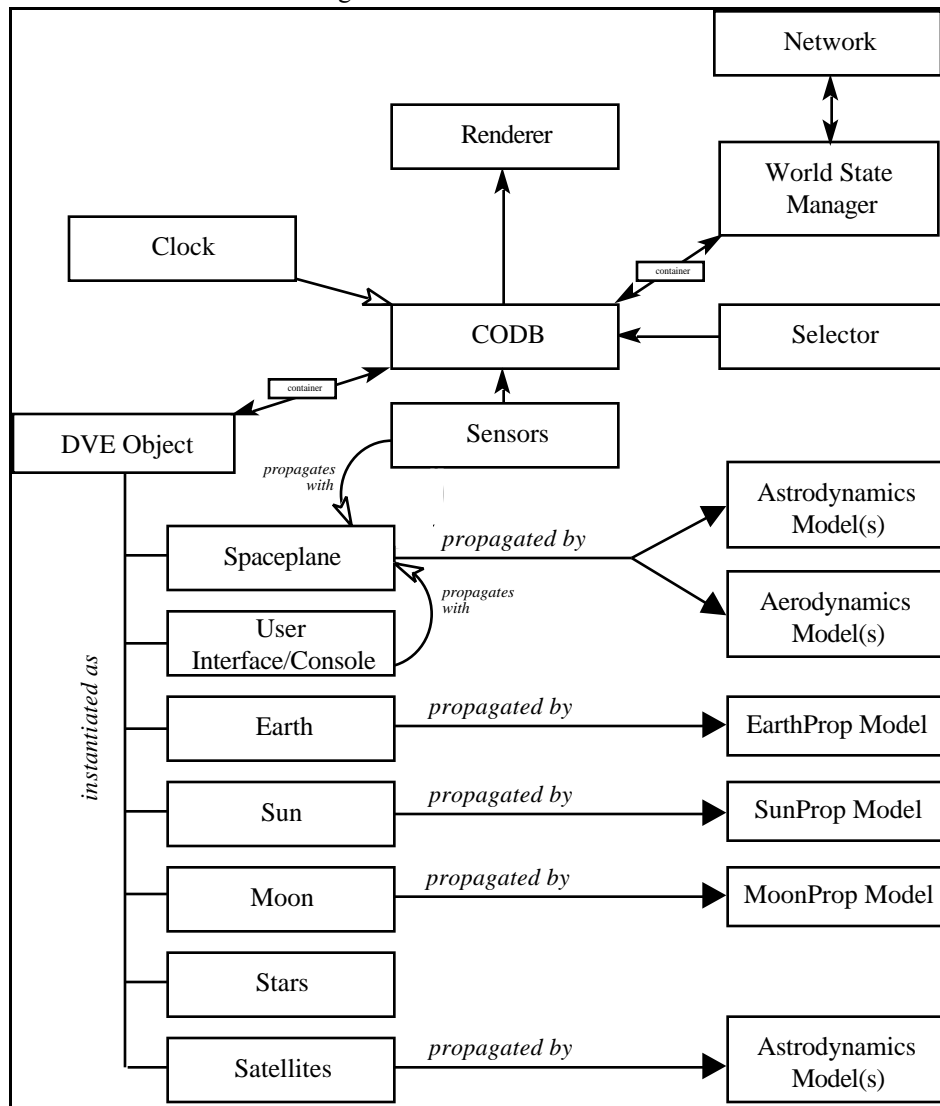 Network
Renderer
World State
Manager
Clock
container
CODB
Selector
container
DVE Object
Sensors
propagates
with
Astrodynamics
Model(s)
Spaceplane
propagated by
propagates
with
Aerodynamics
Model(s)
User
Interface/Console
instantiated as
Earth
propagated by
EarthProp Model
Sun
propagated by
SunProp Model
Moon
propagated by
MoonProp Model
Stars
Satellites
propagated by
Astrodynamics
Model(s)